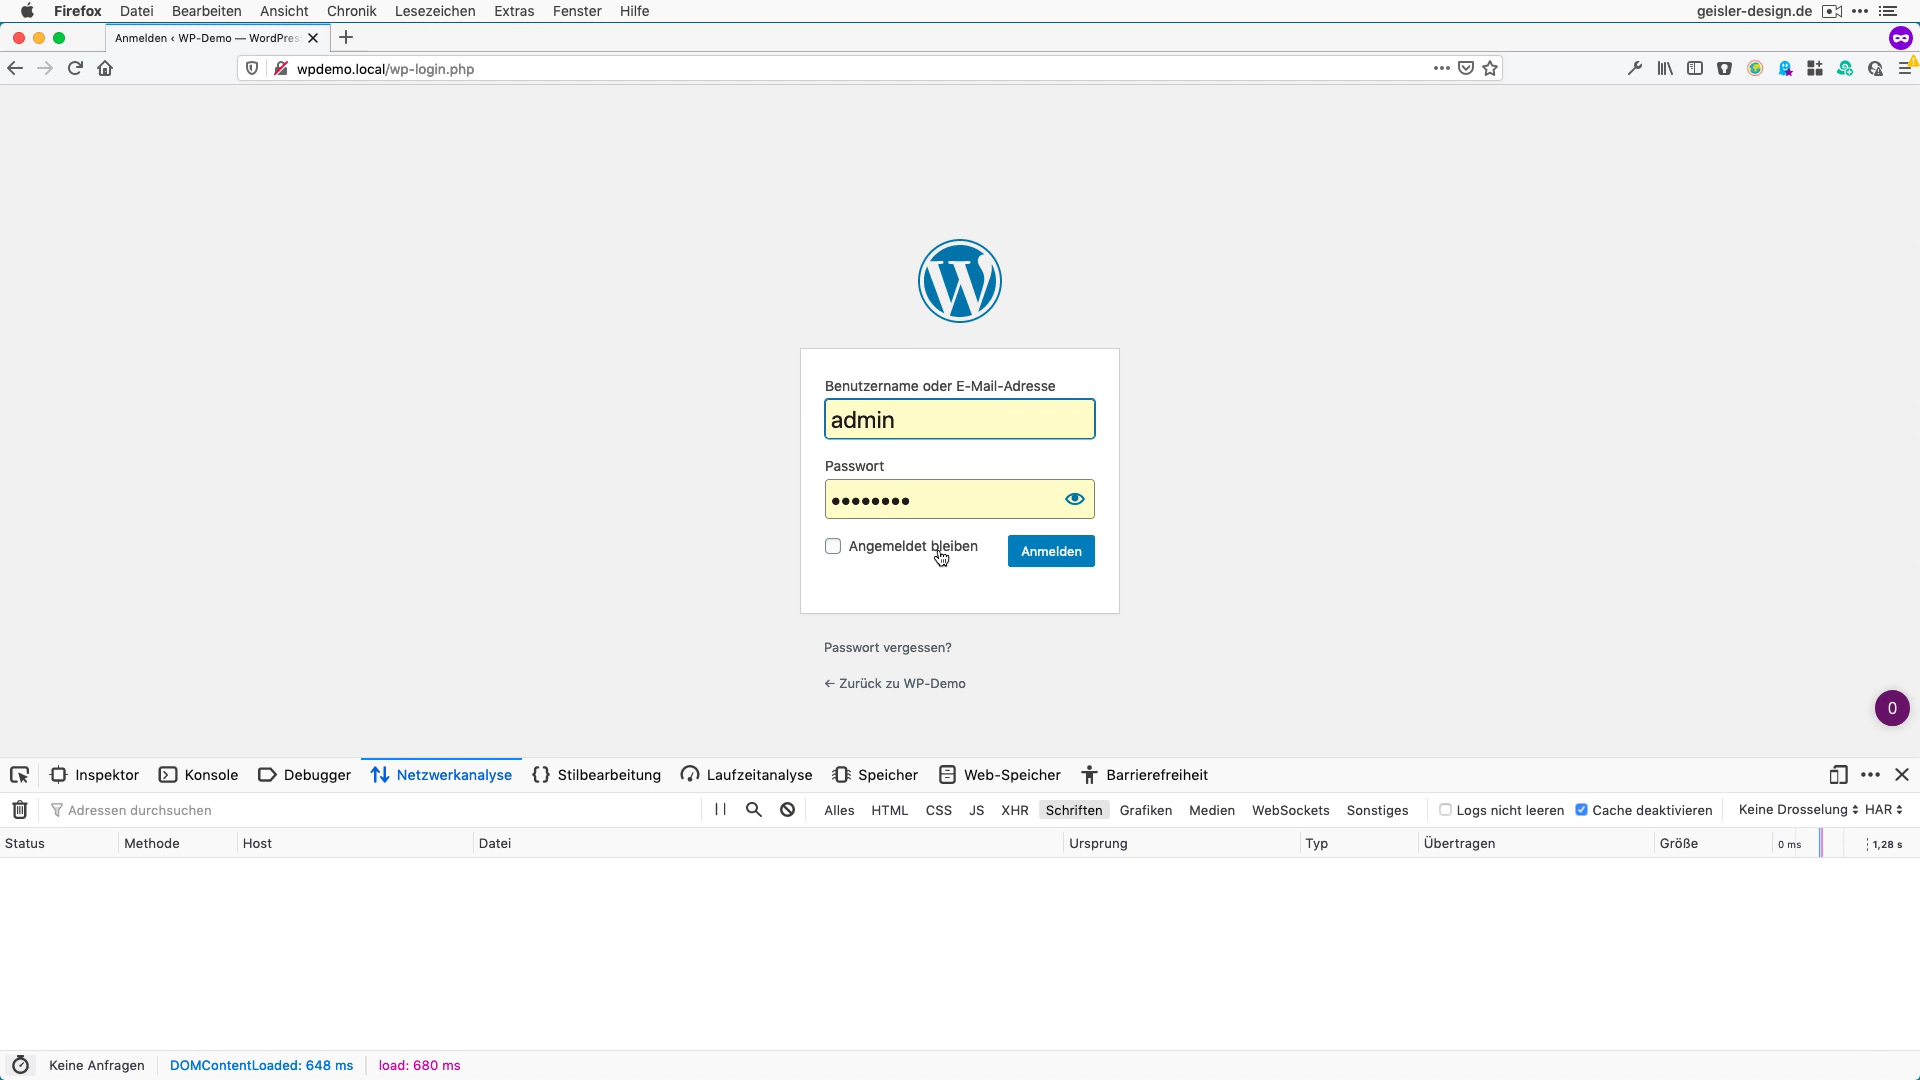 Firefox Datei Bearbeiten Ansicht Chronik Lesezeichen Extras Fenster Hilfe geisler-design.de
Anmelden ‹ WP-Demo — WordPres
wpdemo.local/wp-login.php
Benutzername oder E-Mail-Adresse
admin
Passwort
Angemeldet bleiben
Anmelden
Passwort vergessen?
← Zurück zu WP-Demo
0
Inspektor Konsole Debugger Netzwerkanalyse Stilbearbeitung Laufzeitanalyse Speicher Web-Speicher Barrierefreiheit
Adressen durchsuchen Alles HTML CSS JS XHR Schriften Grafiken Medien WebSockets Sonstiges Logs nicht leeren Cache deaktivieren Keine Drosselung HAR
Status Methode Host Datei Ursprung Typ Übertragen Größe 0 ms 1,28 s
Keine Anfragen DOMContentLoaded: 648 ms load: 680 ms